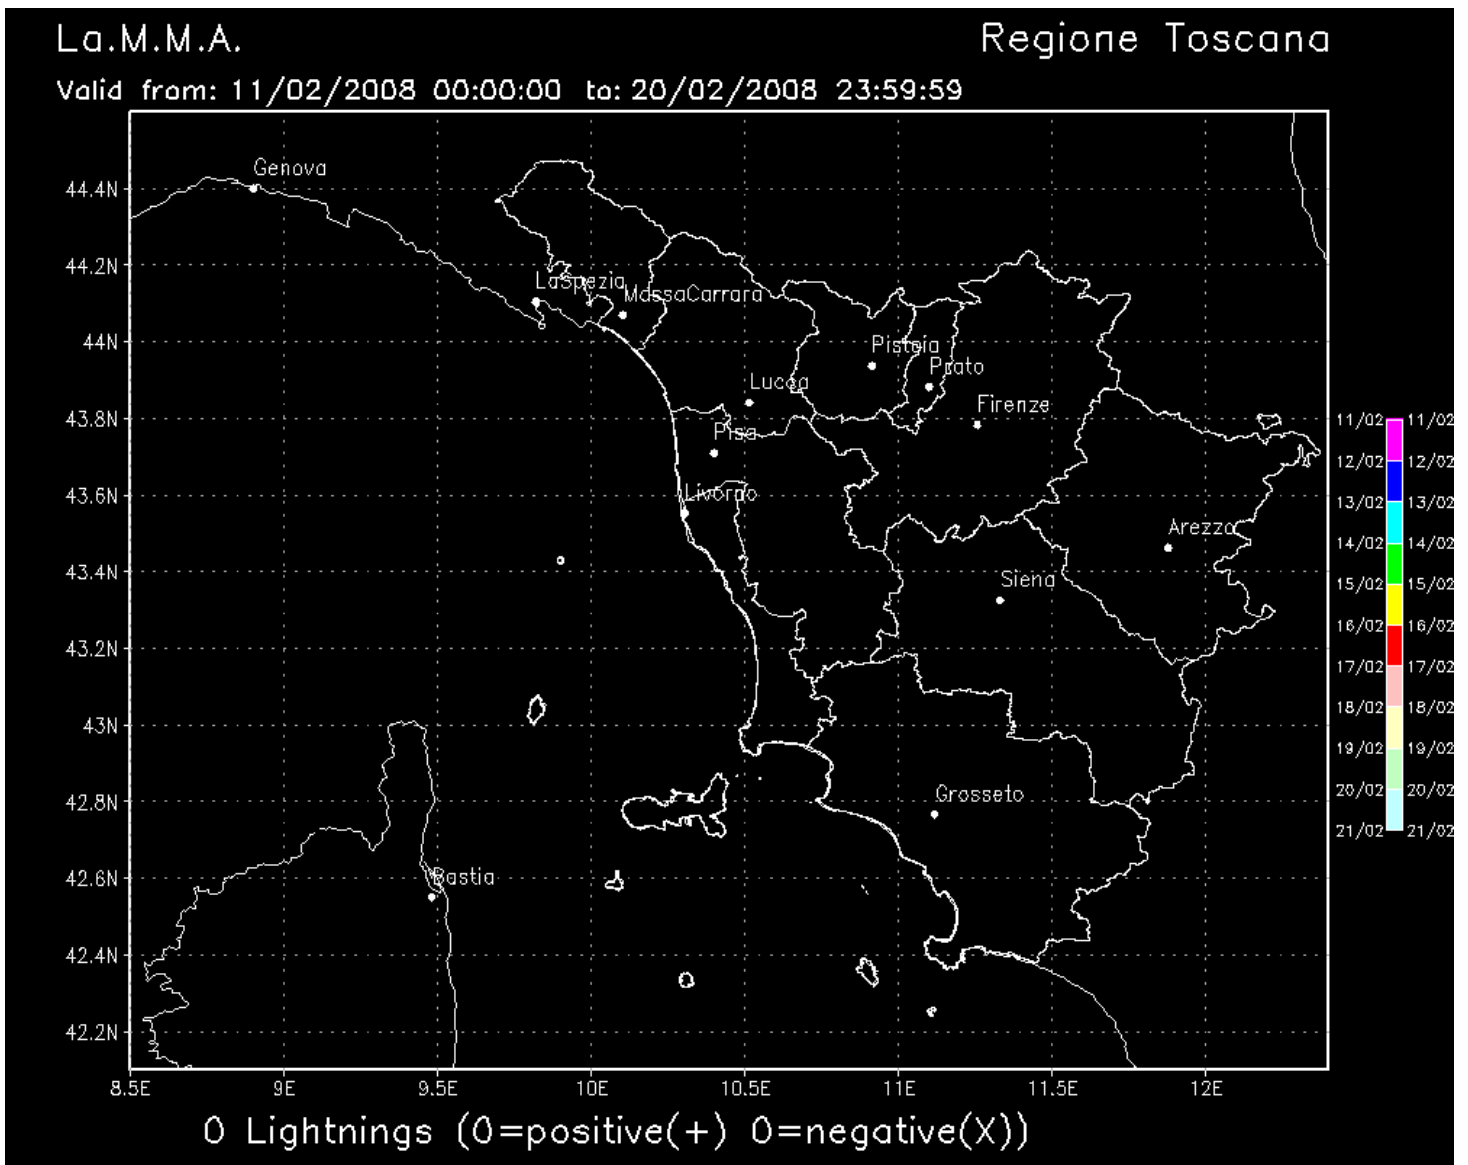 La.M.M.A. Regione Toscana
Valid from: 11/02/2008 00:00:00 to: 20/02/2008 23:59:59
Genova
44.4N
44.2N
LaSpezia
MassaCarrara
44N
Pistoia
Prato
Lucca
Firenze
43.8N
Pisa
43.6N
Livorno
Arezzo
43.4N
Siena
43.2N
43N
42.8N
Grosseto
42.6N
Bastia
42.4N
42.2N
8.5E 9E 9.5E 10E 10.5E 11E 11.5E 12E
11/02 11/02
12/02 12/02
13/02 13/02
14/02 14/02
15/02 15/02
16/02 16/02
17/02 17/02
18/02 18/02
19/02 19/02
20/02 20/02
21/02 21/02
0 Lightnings (0=positive(+) 0=negative(X))